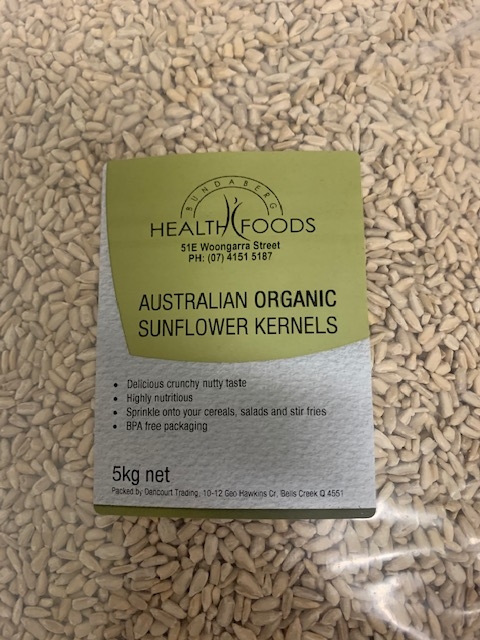 BUNDABERG
HEALTH FOODS
51E Woongarra Street
PH: (07) 4151 5187
AUSTRALIAN ORGANIC
SUNFLOWER KERNELS
• Delicious crunchy nutty taste
• Highly nutritious
• Sprinkle onto your cereals, salads and stir fries
• BPA free packaging
5kg net
Packed by Dencourt Trading, 10-12 Geo Hawkins Cr, Bells Creek Q 4551